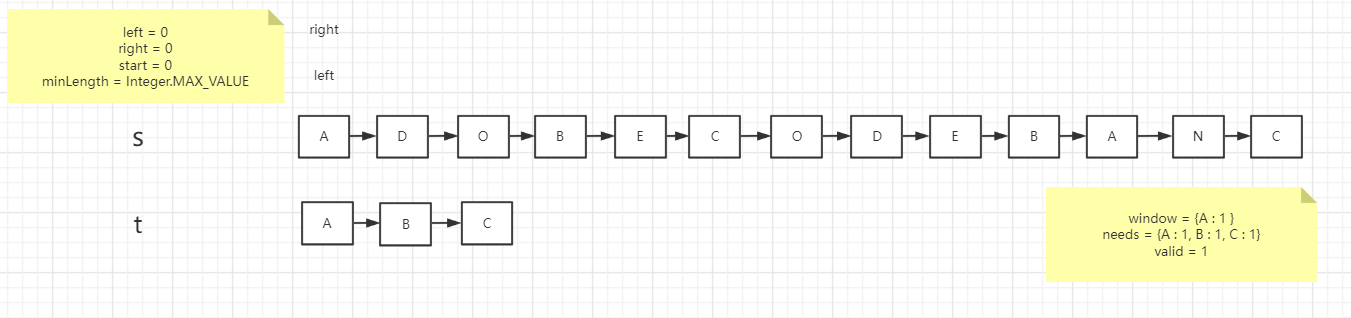 left = 0
right = 0
start = 0
minLength = Integer.MAX_VALUE
right
left
s
A D O B E C O D E B A N C
t
A B C
window = {A : 1 }
needs = {A : 1, B : 1, C : 1}
valid = 1